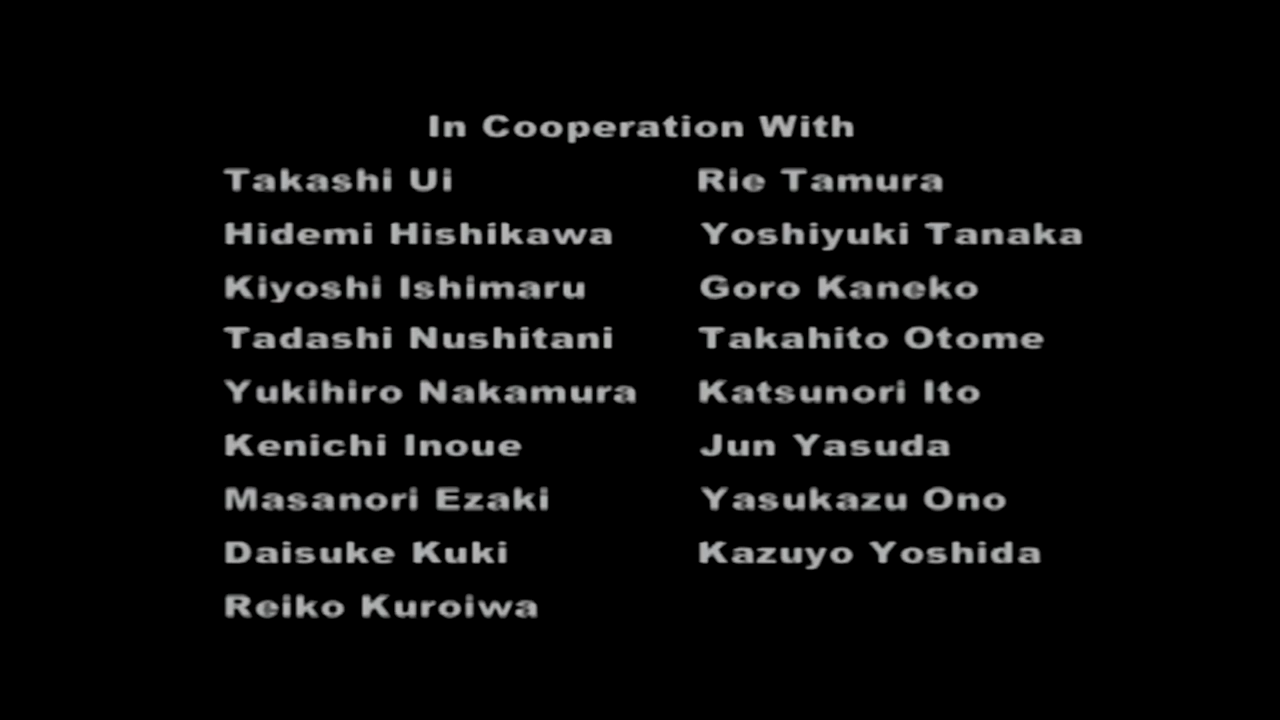 In Cooperation With
Takashi Ui
Hidemi Hishikawa
Kiyoshi Ishimaru
Tadashi Nushitani
Yukihiro Nakamura
Kenichi Inoue
Masanori Ezaki
Daisuke Kuki
Reiko Kuroiwa
Rie Tamura
Yoshiyuki Tanaka
Goro Kaneko
Takahito Otome
Katsunori Ito
Jun Yasuda
Yasukazu Ono
Kazuyo Yoshida